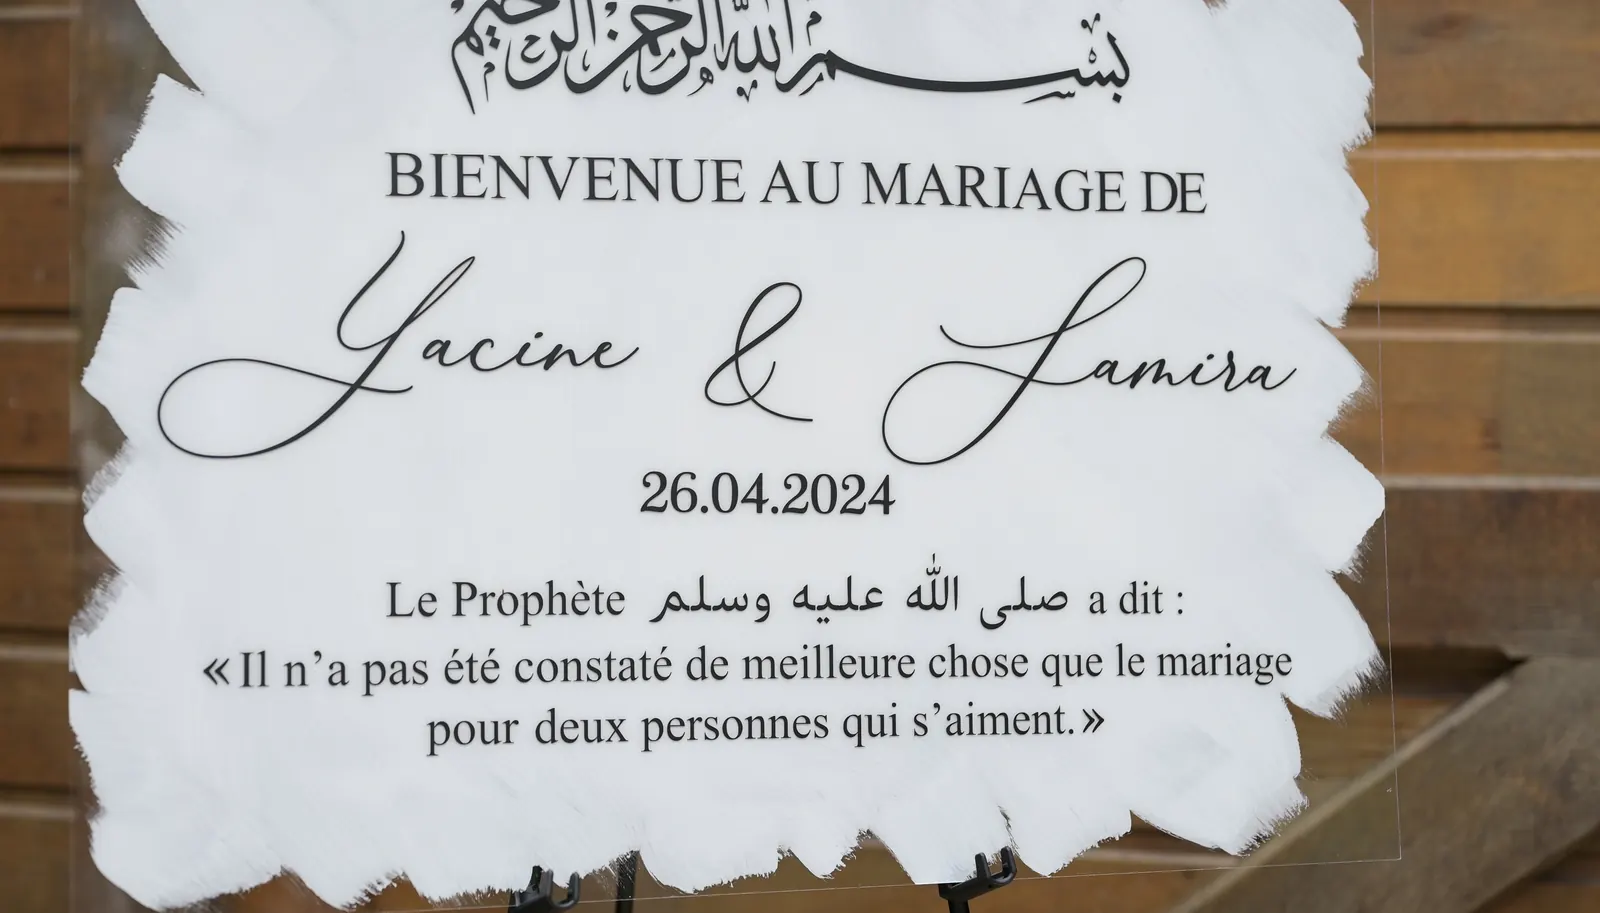 بسم الله الرحمن الرحيم
BIENVENUE AU MARIAGE DE
Yacine & Samira
26.04.2024
Le Prophète صلى الله عليه وسلم a dit :
«Il n’a pas été constaté de meilleure chose que le mariage
pour deux personnes qui s’aiment.»